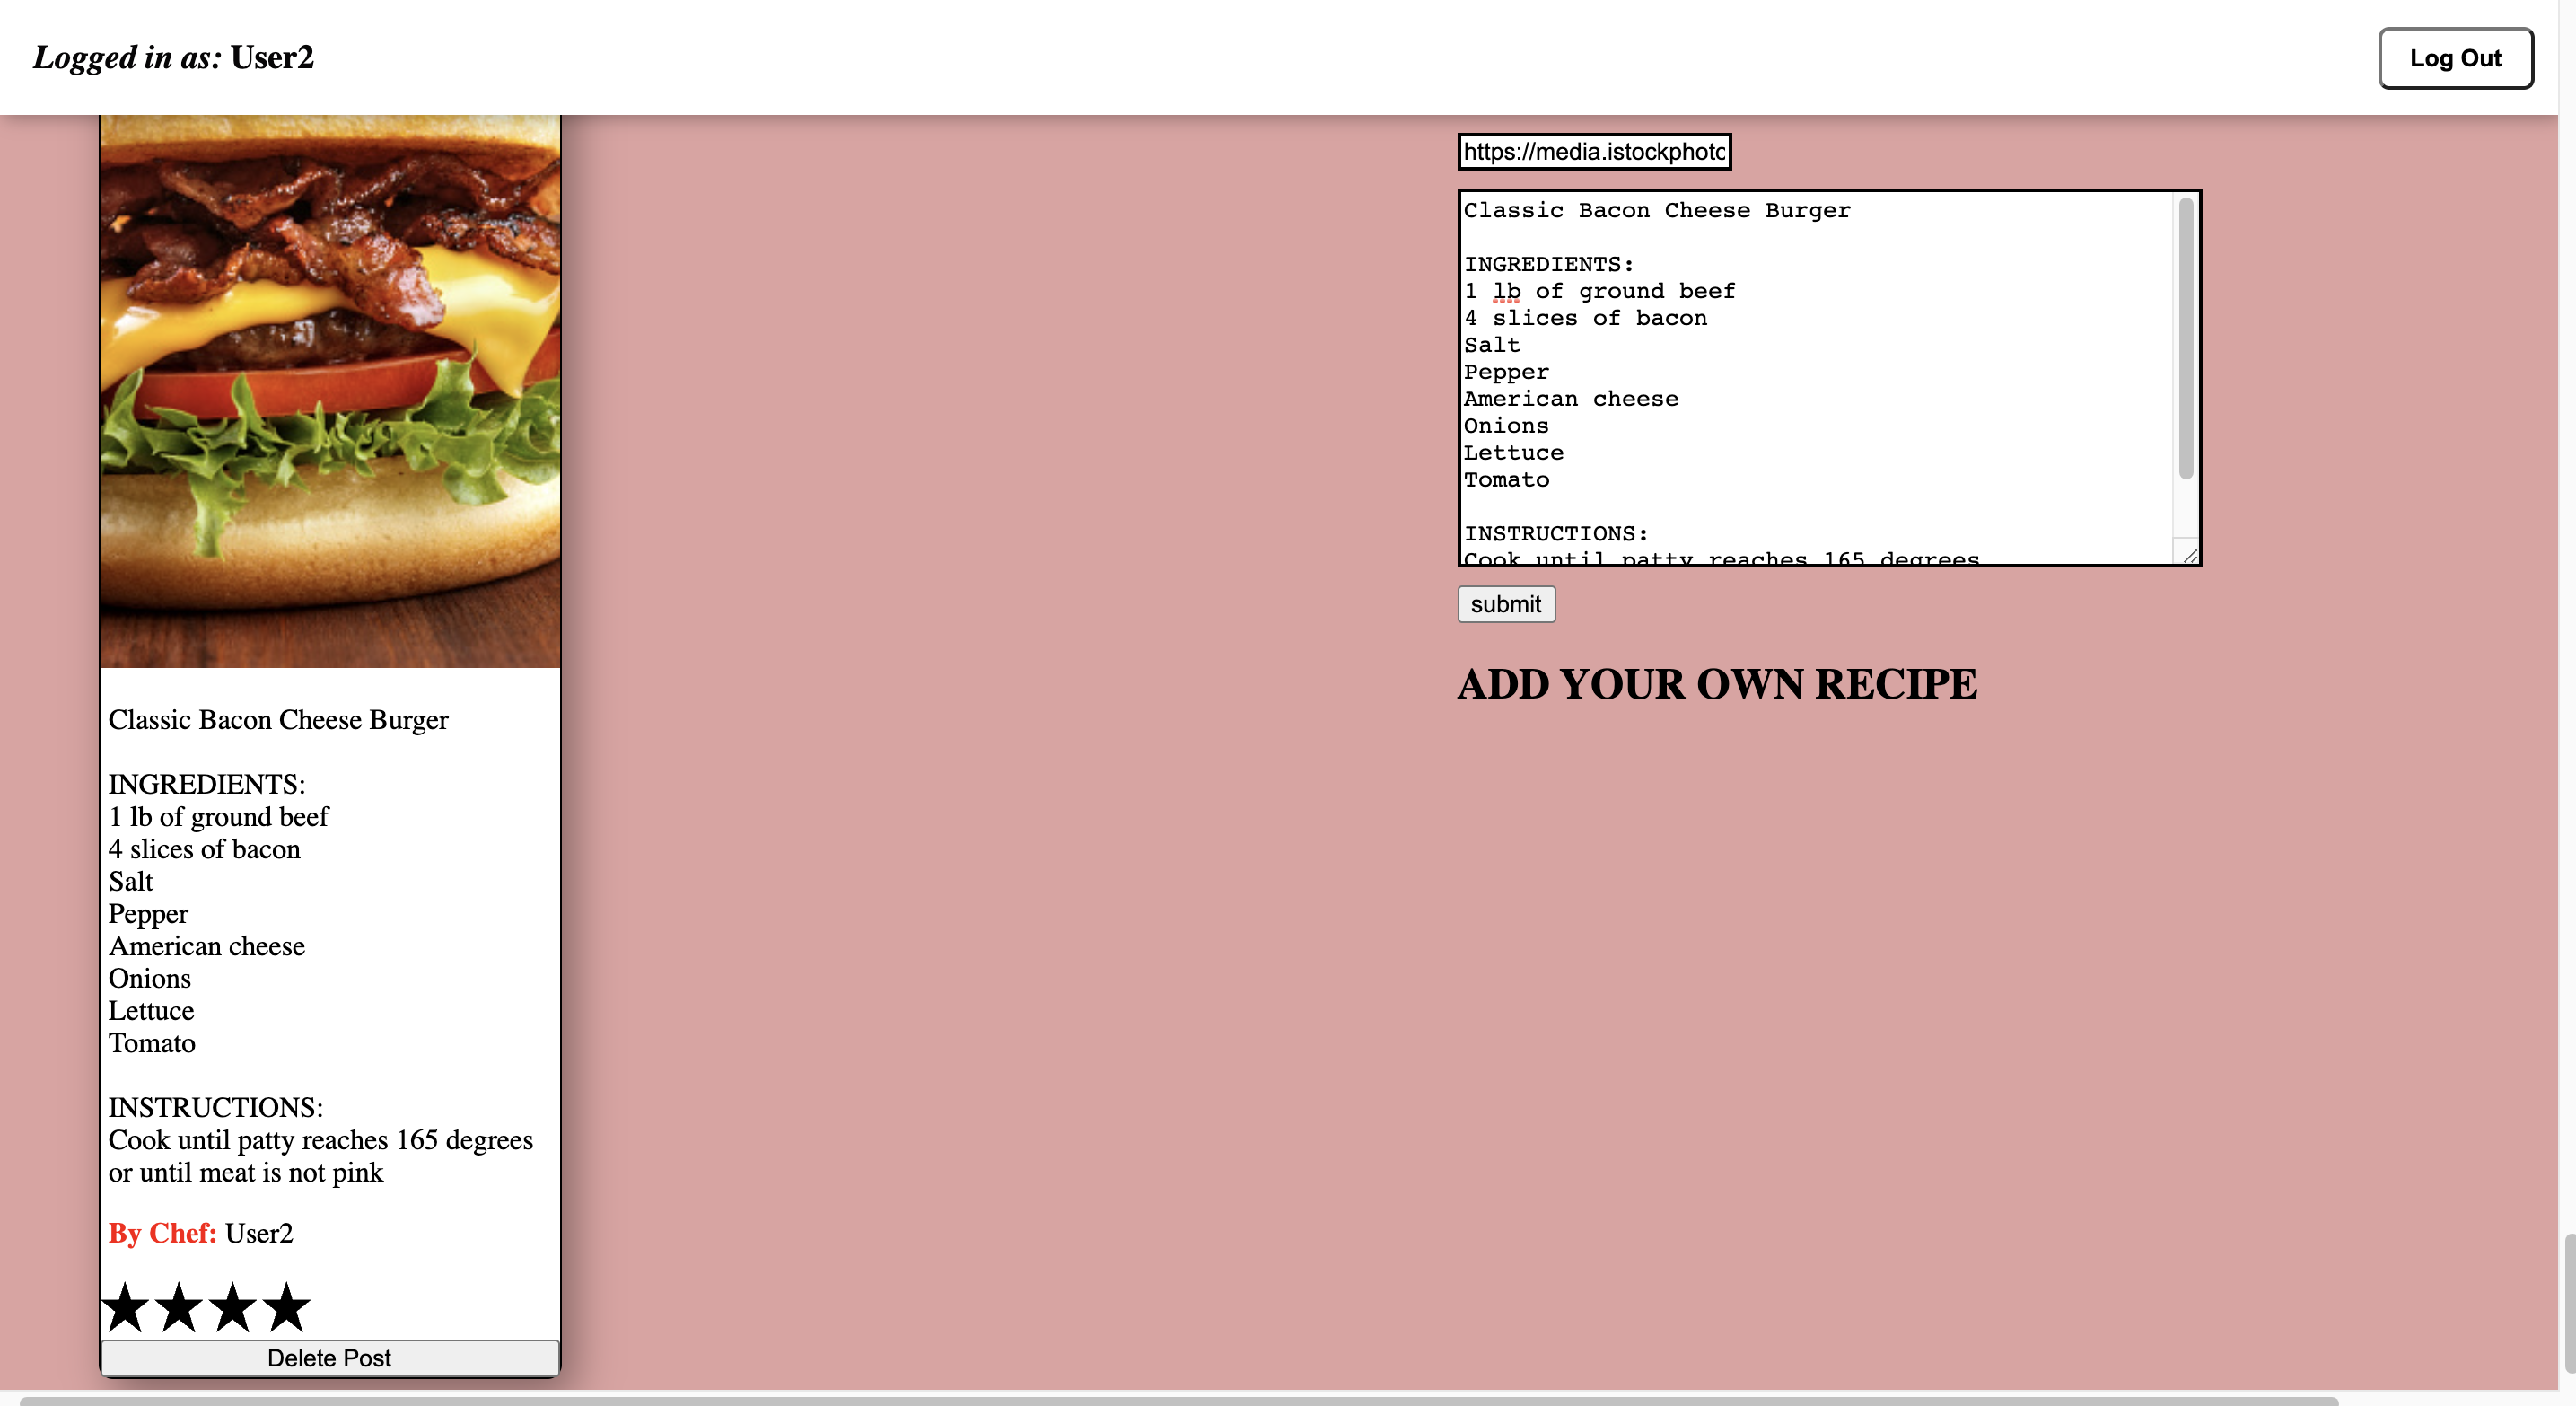 Logged in as: User2
Log Out
Classic Bacon Cheese Burger
INGREDIENTS:
1 lb of ground beef
4 slices of bacon
Salt
Pepper
American cheese
Onions
Lettuce
Tomato
INSTRUCTIONS:
Cook until patty reaches 165 degrees
or until meat is not pink
By Chef: User2
Delete Post
https://media.istockphoto
Classic Bacon Cheese Burger
INGREDIENTS:
1 lb of ground beef
4 slices of bacon
Salt
Pepper
American cheese
Onions
Lettuce
Tomato
INSTRUCTIONS:
Cook until patty reaches 165 degrees
submit
ADD YOUR OWN RECIPE